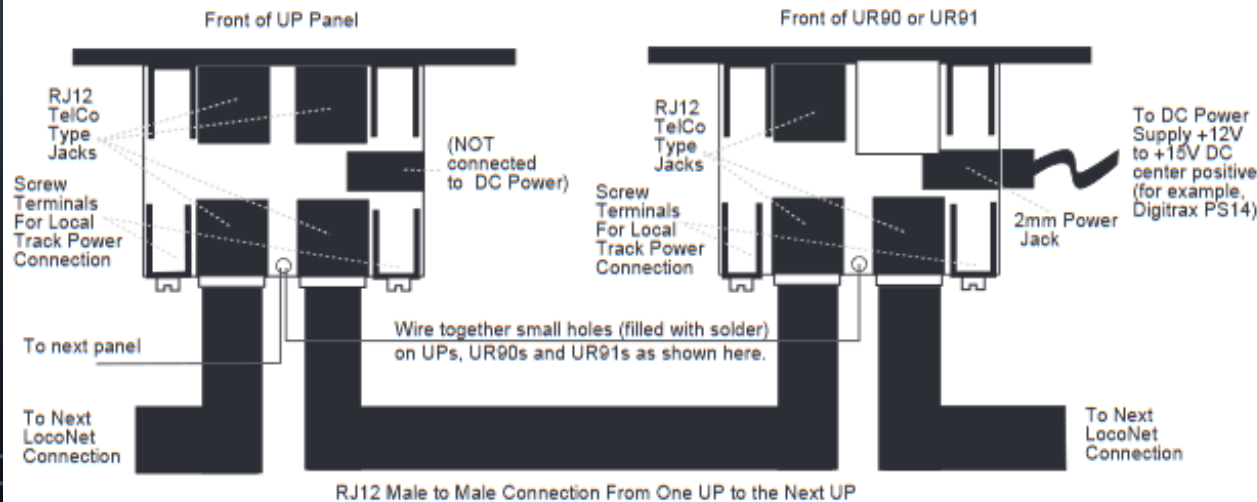 Front of UP Panel
Front of UR90 or UR91
RJ12
TelCo
Type
Jacks
Screw
Terminals
For Local
Track Power
Connection
(NOT
connected
to DC Power)
RJ12
TelCo
Type
Jacks
Screw
Terminals
For Local
Track Power
Connection
To DC Power
Supply +12V
to +15V DC
center positive
(for example,
Digitrax PS14)
2mm Power
Jack
To next panel
Wire together small holes (filled with solder)
on UPs, UR90s and UR91s as shown here.
To Next
LocoNet
Connection
To Next
LocoNet
Connection
RJ12 Male to Male Connection From One UP to the Next UP